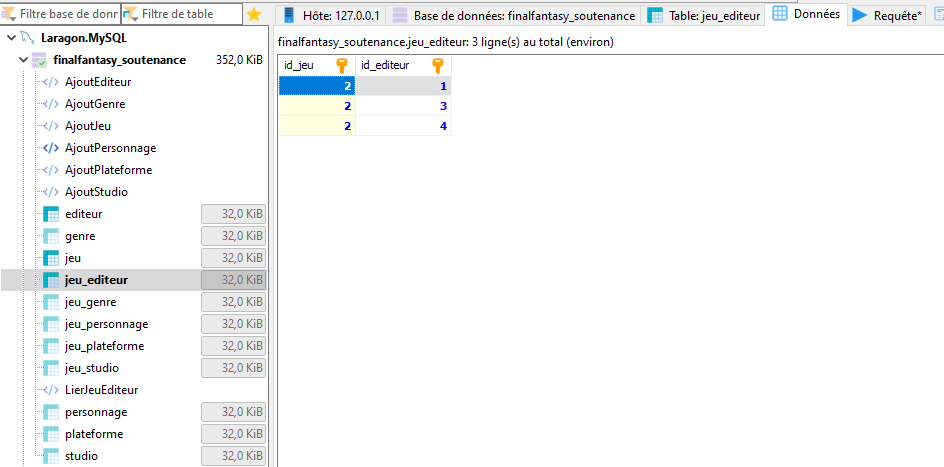 Filtre base de donr
Filtre de table
Hôte: 127.0.0.1
Base de données: finalfantasy_soutenance
Table: jeu_editeur
Données
Requête*
Laragon.MySQL
finalfantasy_soutenance 352,0 KiB
AjoutEditeur
AjoutGenre
AjoutJeu
AjoutPersonnage
AjoutPlateforme
AjoutStudio
editeur 32,0 KiB
genre 32,0 KiB
jeu 32,0 KiB
jeu_editeur 32,0 KiB
jeu_genre 32,0 KiB
jeu_personnage 32,0 KiB
jeu_plateforme 32,0 KiB
jeu_studio 32,0 KiB
LierJeuEditeur
personnage 32,0 KiB
plateforme 32,0 KiB
studio 32,0 KiB
finalfantasy_soutenance.jeu_editeur: 3 ligne(s) au total (environ)
id_jeu id_editeur
2 1
2 3
2 4